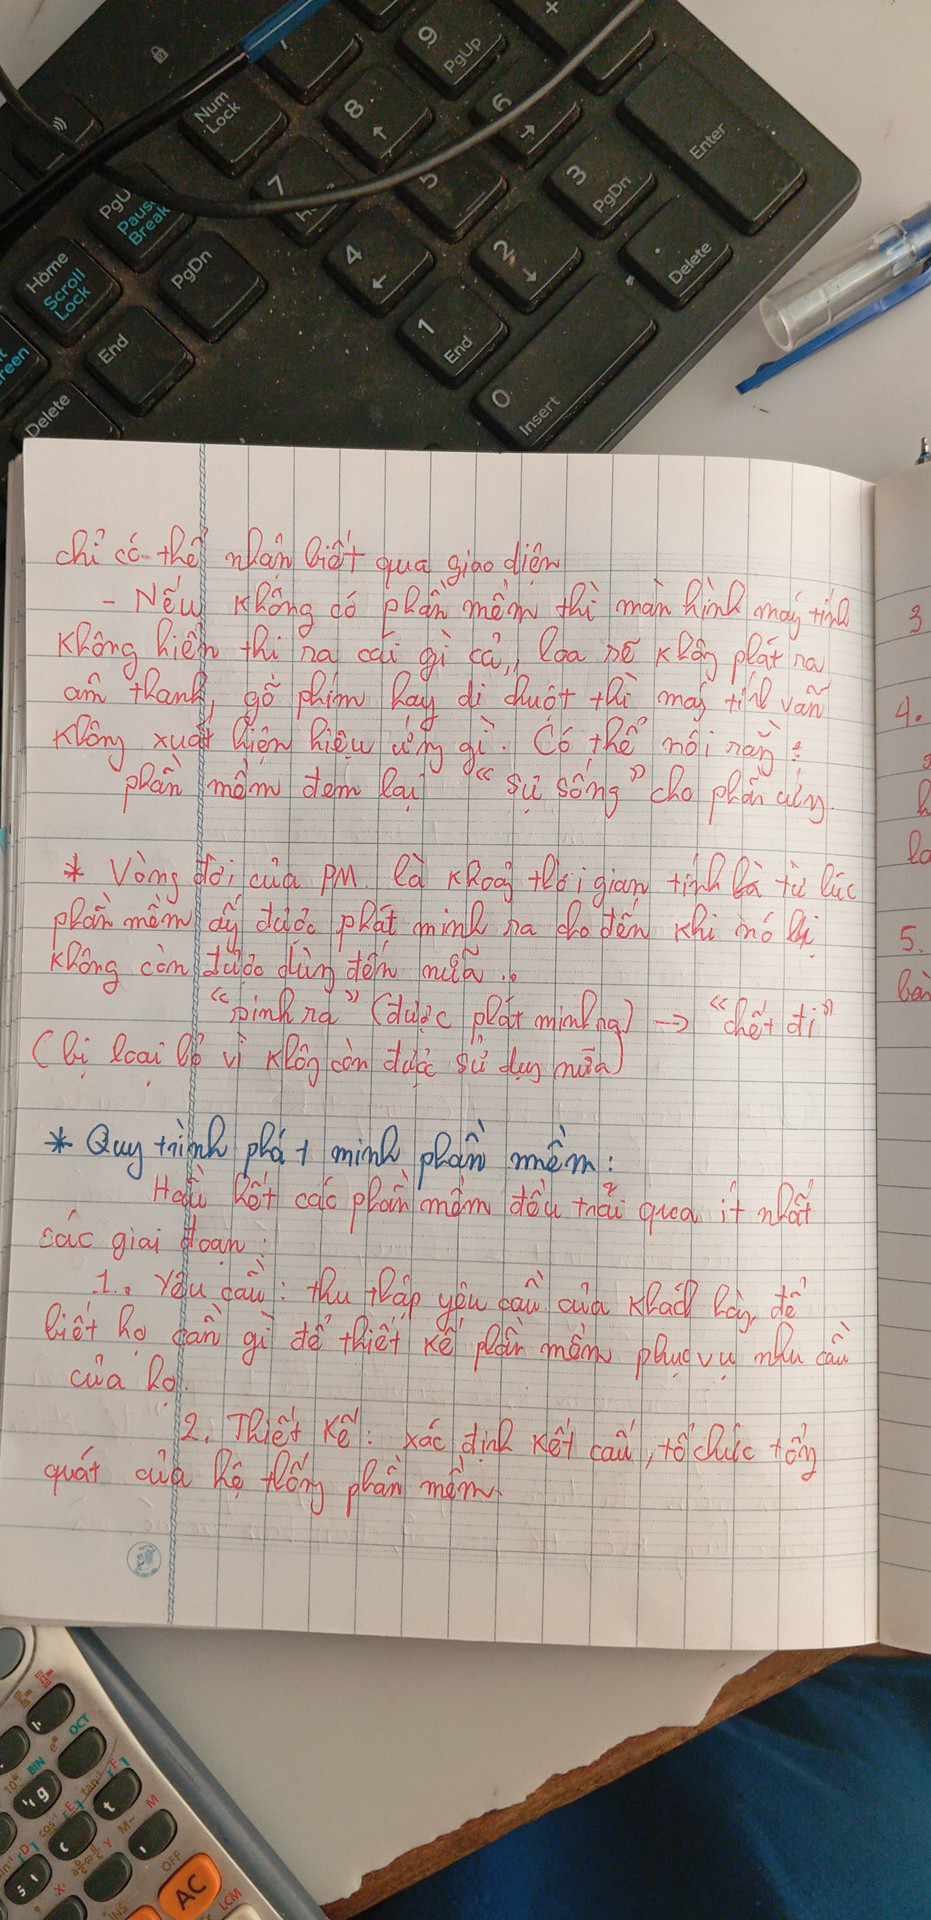 9
PgUp
+
Num
Lock
8
6
Enter
7
5
3
PgDn
PgU
Pause
Break
4
2
.
Delete
Home
Scroll
Lock
PgDn
1
End
End
0
Insert
Delete
chỉ có thể nhận biết qua giao diện
- Nếu không có phần mềm thì màn hình máy tính
không hiển thị ra cái gì cả, loa sẽ không phát ra
âm thanh, gõ phím hay di chuột thì máy tính vẫn
không xuất hiện hiệu ứng gì. Có thể nói rằng:
phần mềm đem lại "sự sống" cho phần cứng.
* Vòng đời của PM là khoảng thời gian tính là từ lúc
phần mềm ấy được phát minh ra cho đến khi nó
không còn được dùng đến nữa..
"sinh ra" (được phát minh ra) → "chết đi"
(bị loại bỏ vì không còn được sử dụng nữa)
* Quy trình phát minh phần mềm:
Hầu hết các phần mềm đều trải qua ít nhất
các giai đoạn:
1. Yêu cầu: thu thập yêu cầu của khách hàng để
biết họ cần gì để thiết kế phần mềm phục vụ nhu cầu
của họ.
2. Thiết kế: xác định kết cấu, tổ chức tổng
quát của hệ thống phần mềm.
3
4.
5.
OCT
BIN
M
OFF
AC
LCM